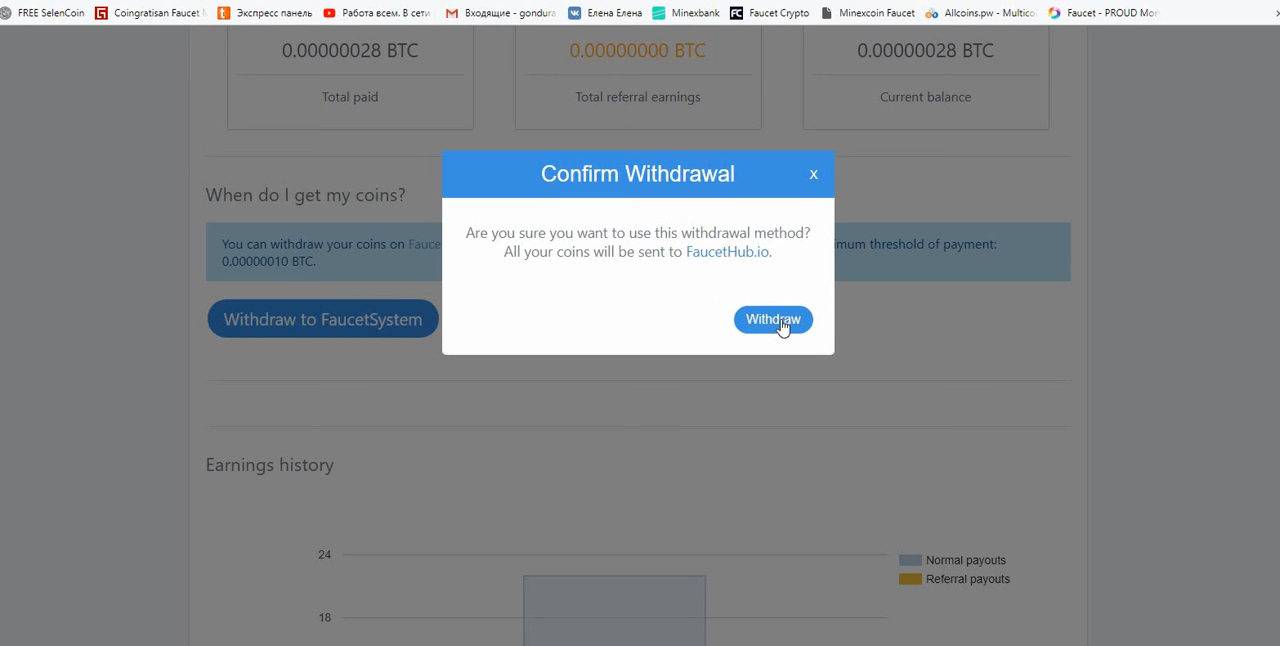 FREE SelenCoin Coingratisan Faucet Экспресс панель Работа всем. В сети Входящие - gondura Елена Елена Minexbank Faucet Crypto Minexcoin Faucet Allcoins.pw - Multico Faucet - PROUD Mon
0.00000028 BTC 0.00000000 BTC 0.00000028 BTC
Total paid Total referral earnings Current balance
Confirm Withdrawal x
When do I get my coins?
Are you sure you want to use this withdrawal method?
All your coins will be sent to FaucetHub.io.
You can withdraw your coins on Fauce
mum threshold of payment:
0.00000010 BTC.
Withdraw to FaucetSystem
Withdraw
Earnings history
24
Normal payouts
Referral payouts
18